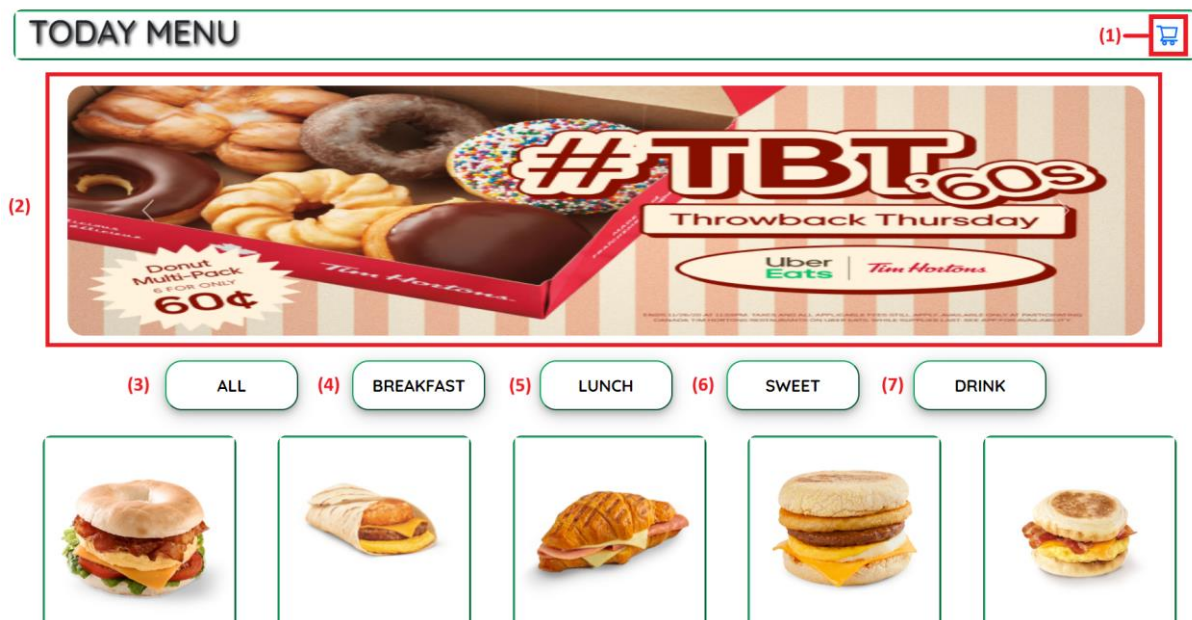 TODAY MENU
(1)
(2)
#TBT '60s
Throwback Thursday
Uber Eats | Tim Hortons
Donut
Multi-Pack
6 FOR ONLY
60¢
Tim Hortons
MADE
(3) ALL (4) BREAKFAST (5) LUNCH (6) SWEET (7) DRINK